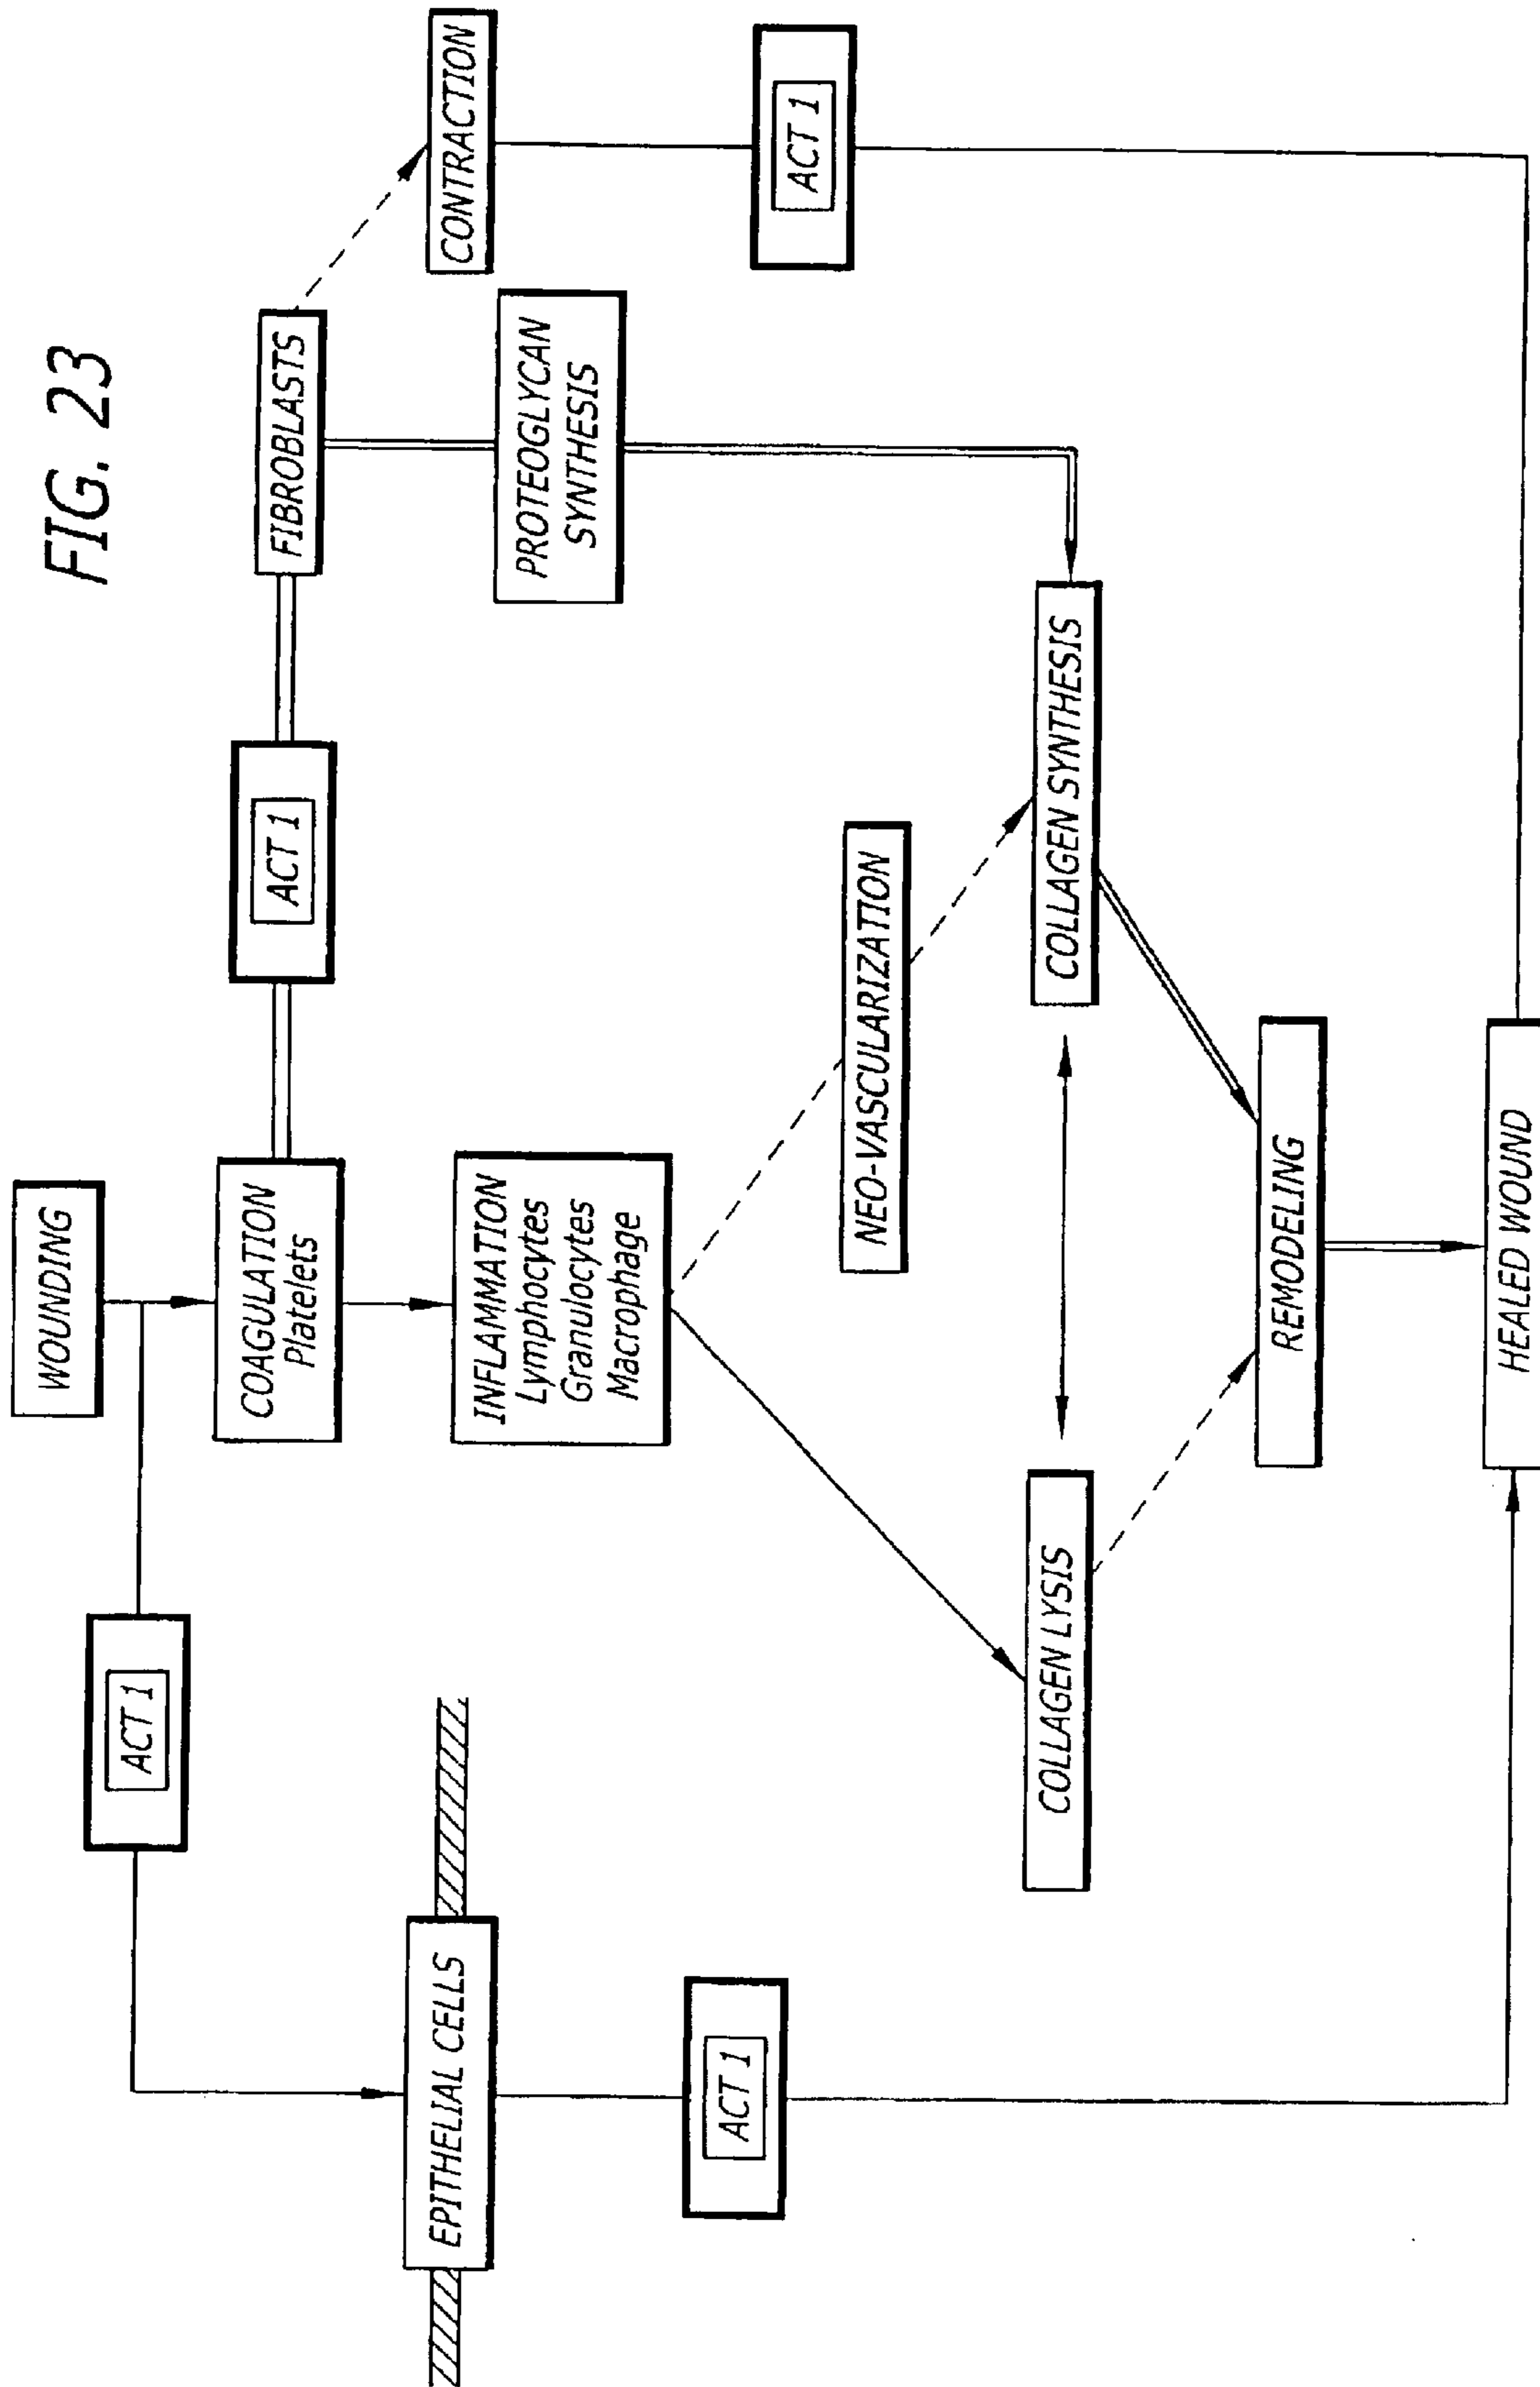 FIG. 23
WOUNDING
ACT 1
COAGULATION
Platelets
ACT 1
FIBROBLASTS
EPITHELIAL CELLS
INFLAMMATION
Lymphocytes
Granulocytes
Macrophage
PROTEOGLYCAN
SYNTHESIS
CONTRACTION
ACT 1
ACT 1
NEO-VASCULARIZATION
COLLAGEN LYSIS
COLLAGEN SYNTHESIS
REMODELING
HEALED WOUND